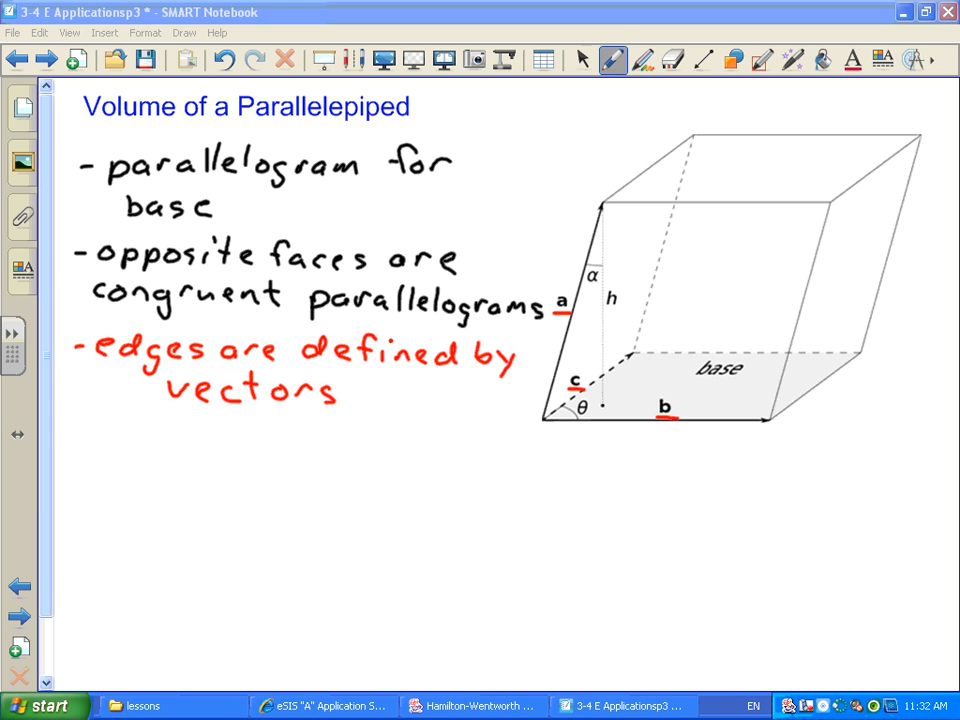 3-4 E Applicationsp3 * - SMART Notebook
File Edit View Insert Format Draw Help
Volume of a Parallelepiped
- parallelogram for
base
- opposite faces are
congruent parallelograms
- edges are defined by
vectors
α
h
a
base
c
θ
b
start
lessons
eSIS "A" Application S...
Hamilton-Wentworth ...
3-4 E Applicationsp3 ...
EN
11:32 AM